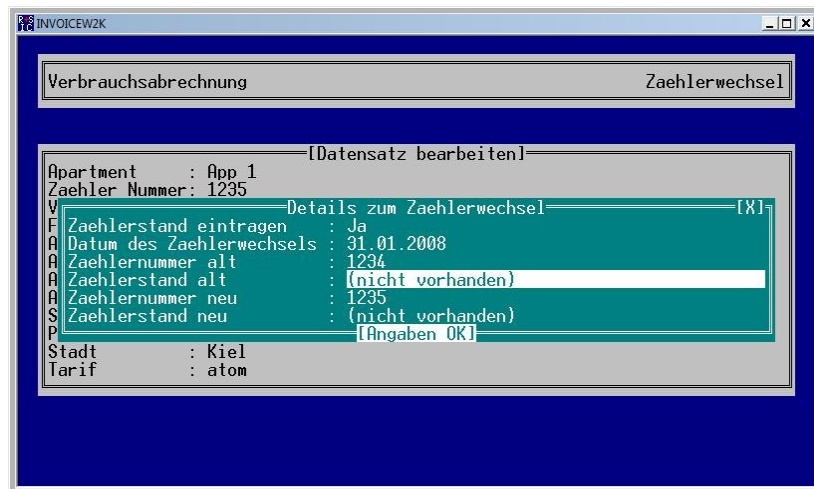 INVOICEW2K
Verbrauchsabrechnung Zaehlerwechsel
[Datensatz bearbeiten]
Apartment : App 1
Zaehler Nummer: 1235
V
Details zum Zaehlerwechsel [X]
F
Zaehlerstand eintragen : Ja
A
Datum des Zaehlerwechsels : 31.01.2008
A
Zaehlernummer alt : 1234
A
Zaehlerstand alt : (nicht vorhanden)
A
Zaehlernummer neu : 1235
S
Zaehlerstand neu : (nicht vorhanden)
P
[Angaben OK]
Stadt : Kiel
Tarif : atom